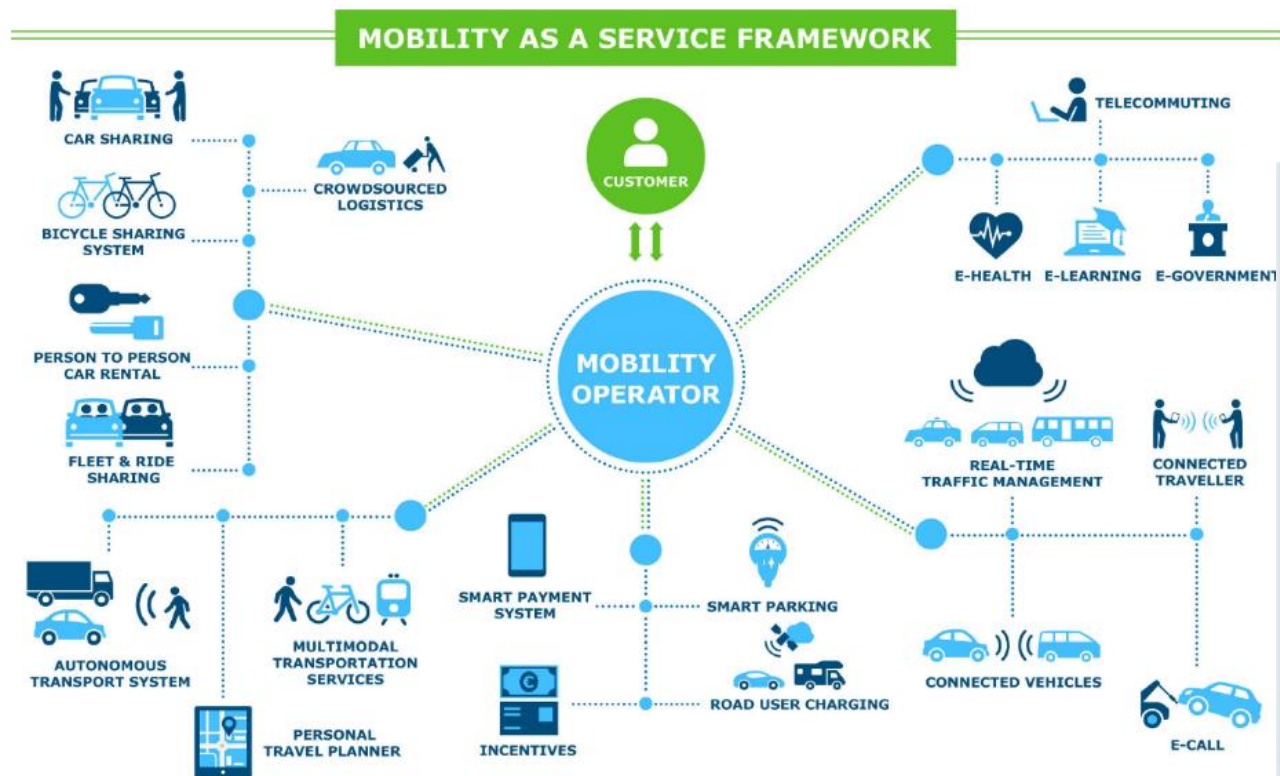 MOBILITY AS A SERVICE FRAMEWORK
CAR SHARING
CROWDSOURCED
LOGISTICS
BICYCLE SHARING
SYSTEM
PERSON TO PERSON
CAR RENTAL
FLEET & RIDE
SHARING
CUSTOMER
MOBILITY
OPERATOR
TELECOMMUTING
E-HEALTH
E-LEARNING
E-GOVERNMENT
REAL-TIME
TRAFFIC MANAGEMENT
CONNECTED
TRAVELLER
CONNECTED VEHICLES
E-CALL
AUTONOMOUS
TRANSPORT SYSTEM
MULTIMODAL
TRANSPORTATION
SERVICES
PERSONAL
TRAVEL PLANNER
SMART PAYMENT
SYSTEM
SMART PARKING
INCENTIVES
ROAD USER CHARGING